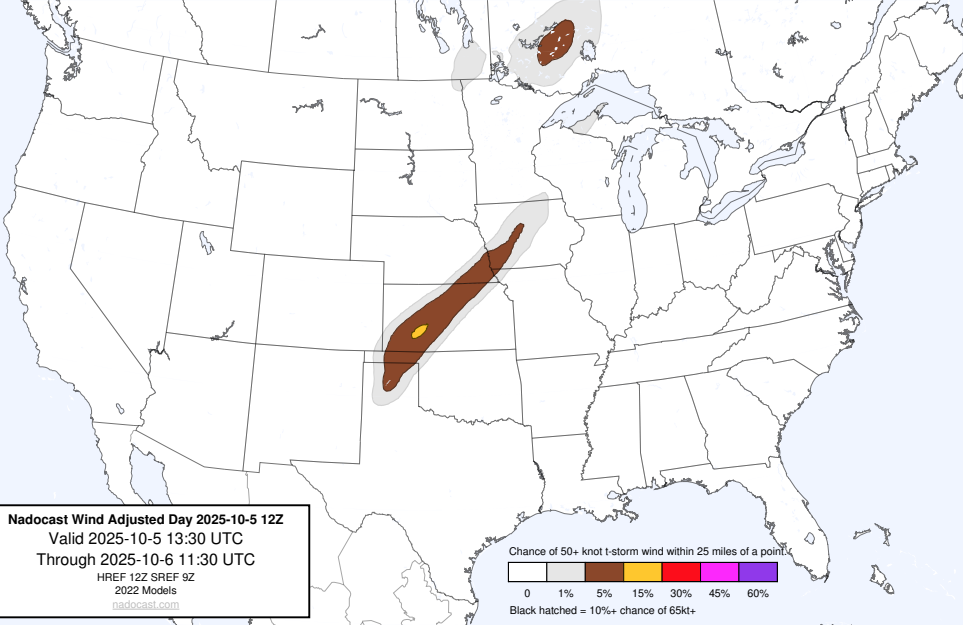 Nadocast Wind Adjusted Day 2025-10-5 12Z
Valid 2025-10-5 13:30 UTC
Through 2025-10-6 11:30 UTC
HREF 12Z SREF 9Z
2022 Models
nadocast.com
Chance of 50+ knot t-storm wind within 25 miles of a point.
0 1% 5% 15% 30% 45% 60%
Black hatched = 10%+ chance of 65kt+